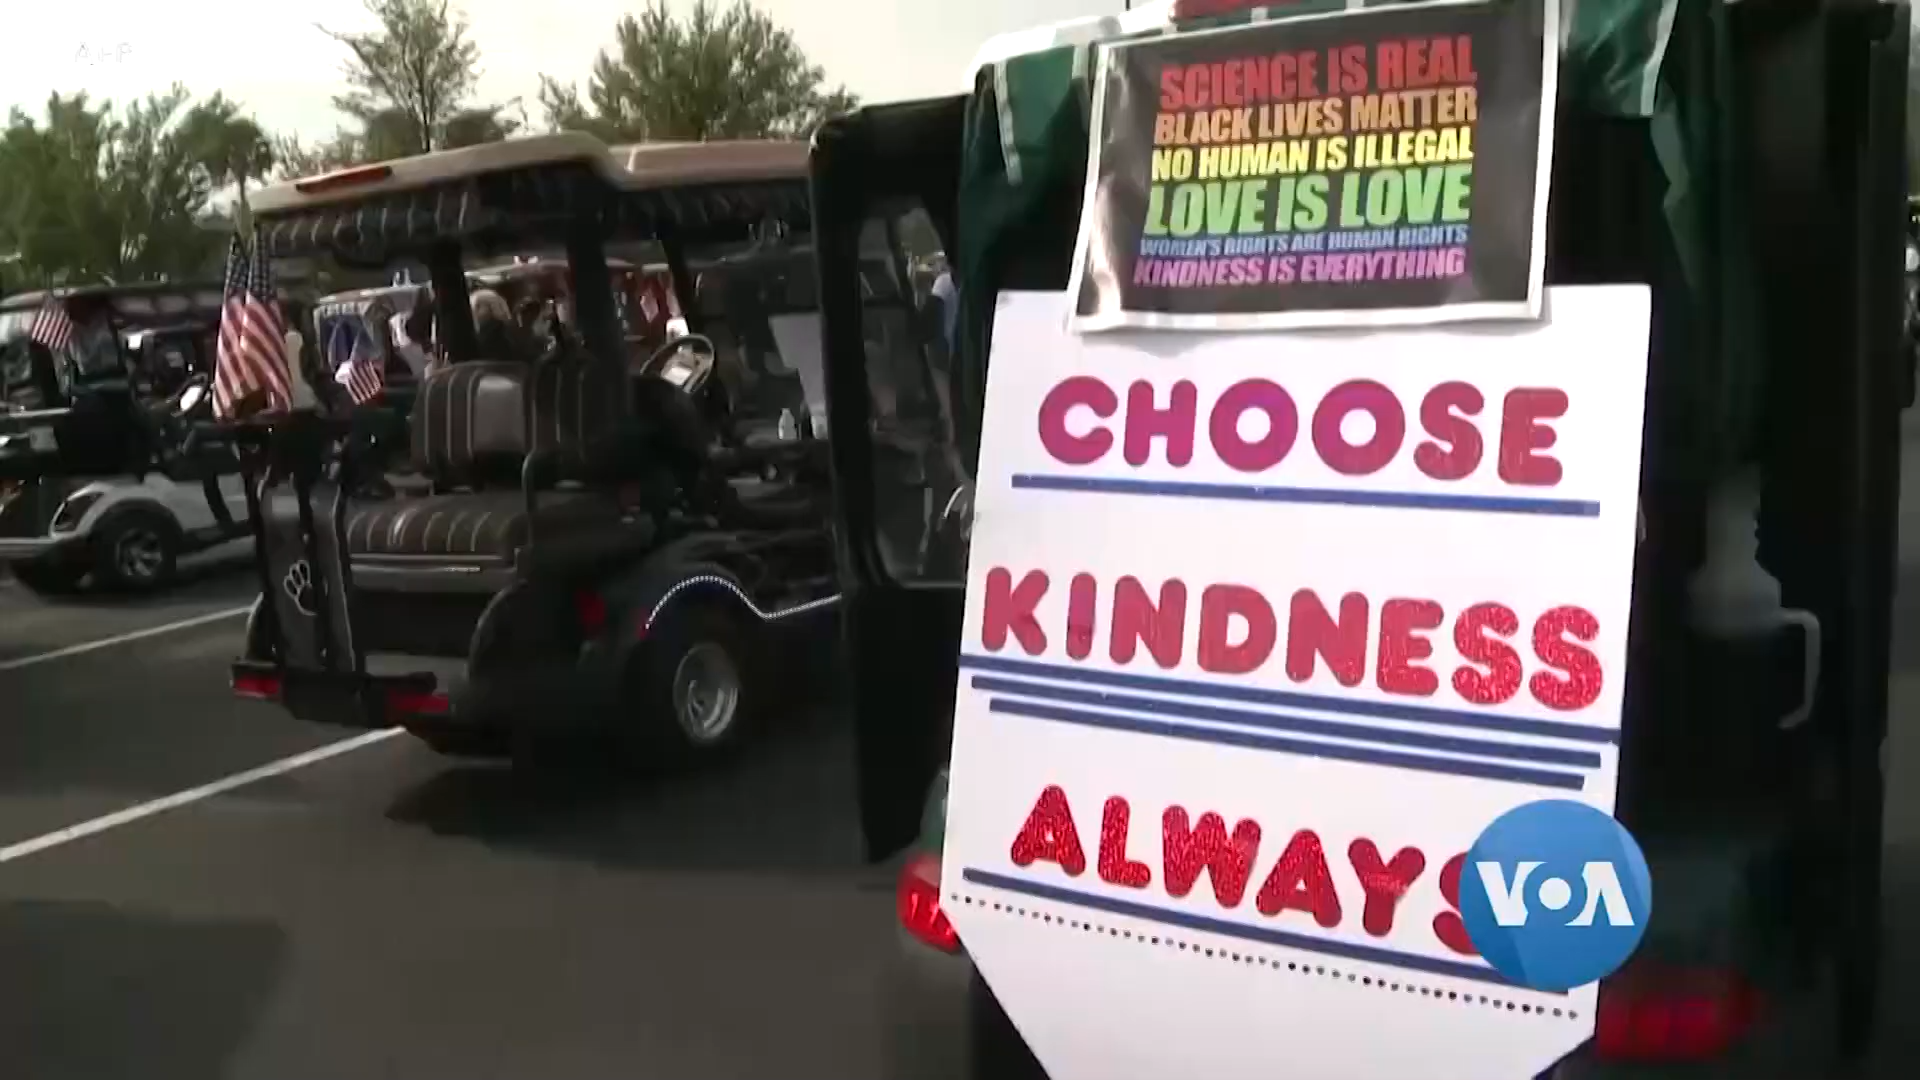 SCIENCE IS REAL
BLACK LIVES MATTER
NO HUMAN IS ILLEGAL
LOVE IS LOVE
WOMEN'S RIGHTS ARE HUMAN RIGHTS
KINDNESS IS EVERYTHING
CHOOSE
KINDNESS
ALWAYS
VOA